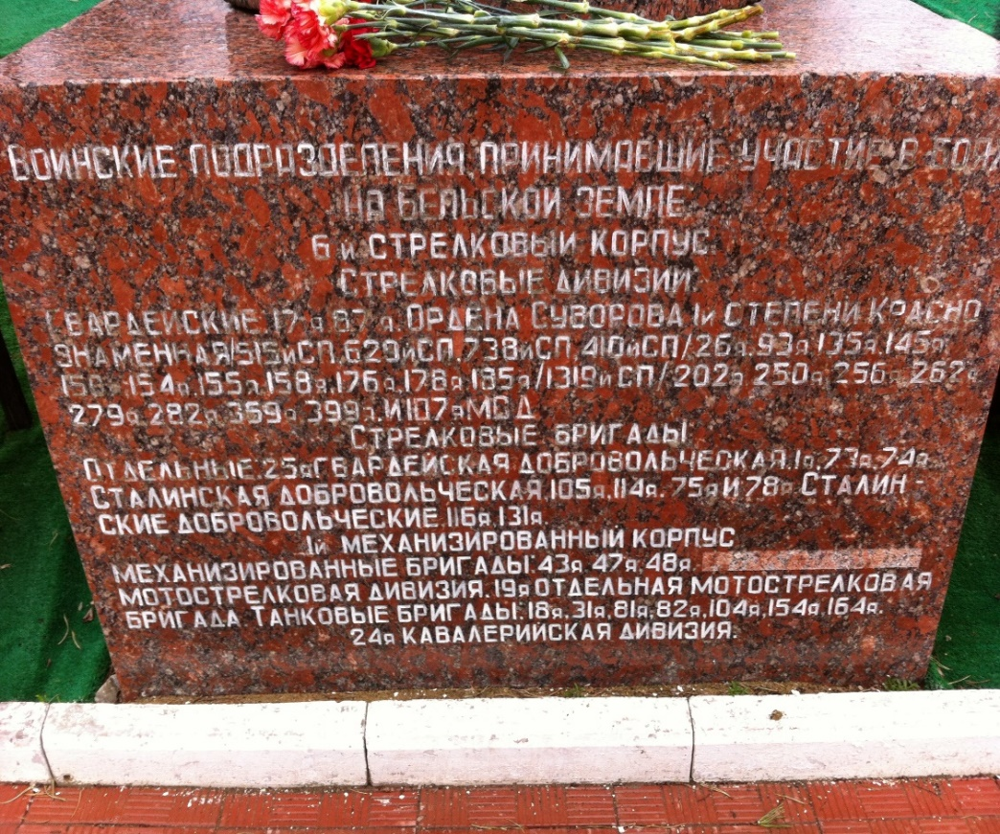 ВОИНСКИЕ ПОДРАЗДЕЛЕНИЯ, ПРИНИМАВШИЕ УЧАСТИЕ В БОЯХ
НА БЕЛЬСКОЙ ЗЕМЛЕ
6й СТРЕЛКОВЫЙ КОРПУС
СТРЕЛКОВЫЕ ДИВИЗИИ:
ГВАРДЕЙСКИЕ 17я, 87я, ОРДЕНА СУВОРОВА 1й СТЕПЕНИ КРАСНО
ЗНАМЕННАЯ/515й СП, 629й СП, 738й СП, 410й СП/26я, 93я, 135я, 145я,
154я, 155я, 158я, 176я, 178я, 185я/1319й СП/202я, 250я, 256я, 262я
279я, 282я, 359я, 399я, И 107я МСД
СТРЕЛКОВЫЕ БРИГАДЫ
ОТДЕЛЬНЫЕ: 25я ГВАРДЕЙСКАЯ ДОБРОВОЛЬЧЕСКАЯ, 1я, 73я, 74я
СТАЛИНСКАЯ ДОБРОВОЛЬЧЕСКАЯ, 105я, 114я, 75я И 78я СТАЛИН -
СКИЕ ДОБРОВОЛЬЧЕСКИЕ, 116я, 131я.
1й МЕХАНИЗИРОВАННЫЙ КОРПУС
МЕХАНИЗИРОВАННЫЕ БРИГАДЫ: 43я, 47я, 48я.
МОТОСТРЕЛКОВАЯ ДИВИЗИЯ. 19я ОТДЕЛЬНАЯ МОТОСТРЕЛКОВАЯ
БРИГАДА. ТАНКОВЫЕ БРИГАДЫ: 18я, 31я, 81я, 82я, 104я, 154я, 164я.
24я КАВАЛЕРИЙСКАЯ ДИВИЗИЯ.